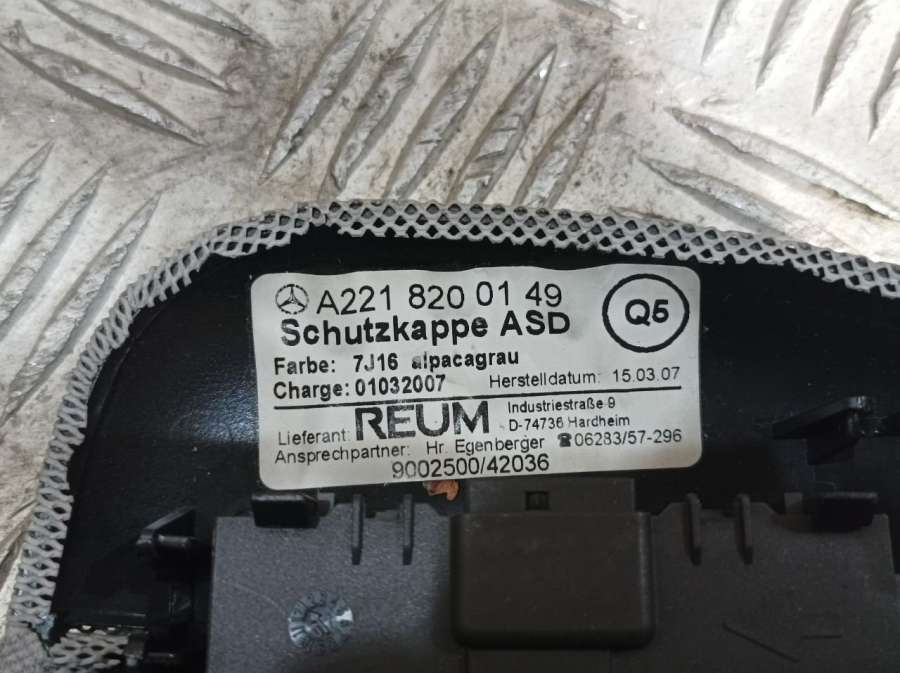 A221 820 01 49
Schutzkappe ASD
Q5
Farbe: 7J16 alpacagrau
Charge: 01032007 Herstelldatum: 15.03.07
Lieferant: REUM Industriestraße 9
D-74736 Hardheim
Ansprechpartner: Hr. Egenberger ☎06283/57-296
9002500/42036